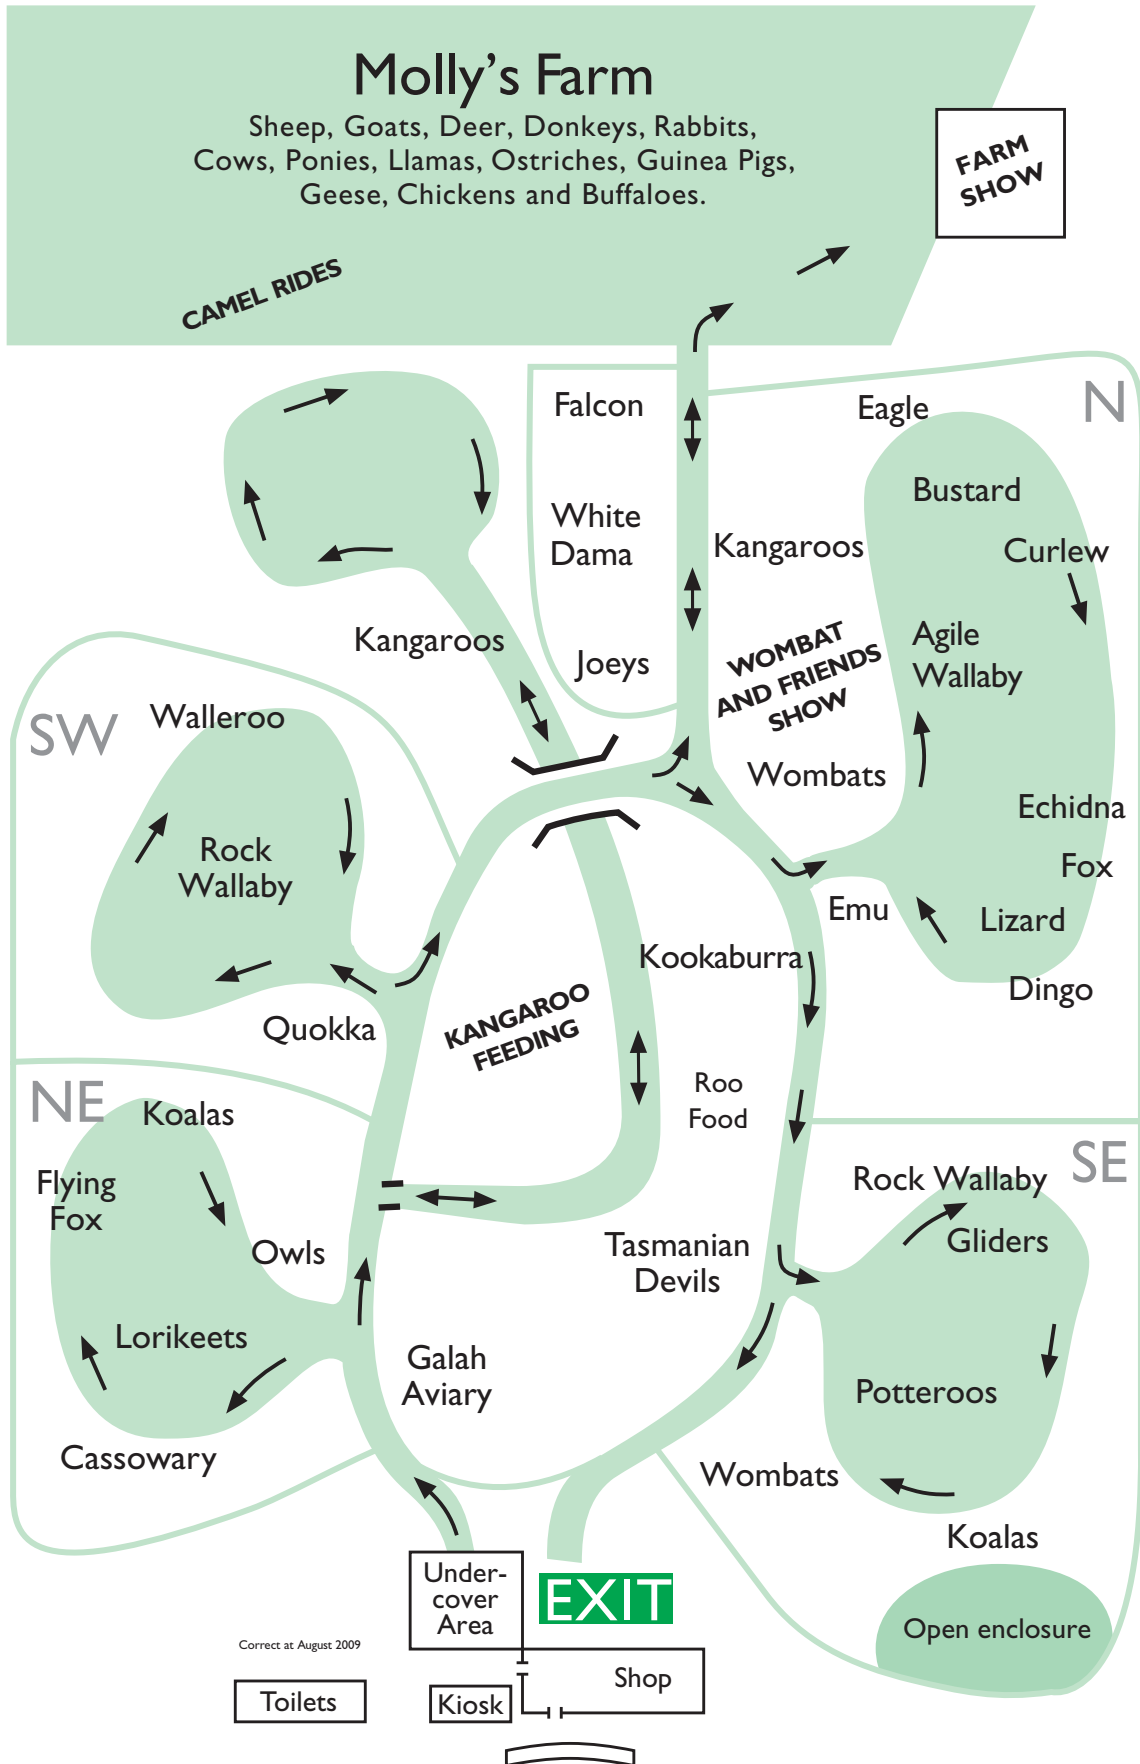 Molly's Farm
Sheep, Goats, Deer, Donkeys, Rabbits,
Cows, Ponies, Llamas, Ostriches, Guinea Pigs,
Geese, Chickens and Buffaloes.
FARM
SHOW
CAMEL RIDES
Falcon
Eagle
N
Bustard
White
Dama
Kangaroos
Curlew
Kangaroos
Joeys
WOMBAT
AND FRIENDS
SHOW
Agile
Wallaby
SW
Walleroo
Wombats
Echidna
Rock
Wallaby
Fox
Emu
Lizard
Kookaburra
Dingo
Quokka
KANGAROO
FEEDING
Roo
Food
NE
Koalas
SE
Flying
Fox
Rock Wallaby
Owls
Tasmanian
Devils
Gliders
Lorikeets
Galah
Aviary
Potteroos
Cassowary
Wombats
Koalas
Under-
cover
Area
EXIT
Open enclosure
Correct at August 2009
Shop
Toilets
Kiosk